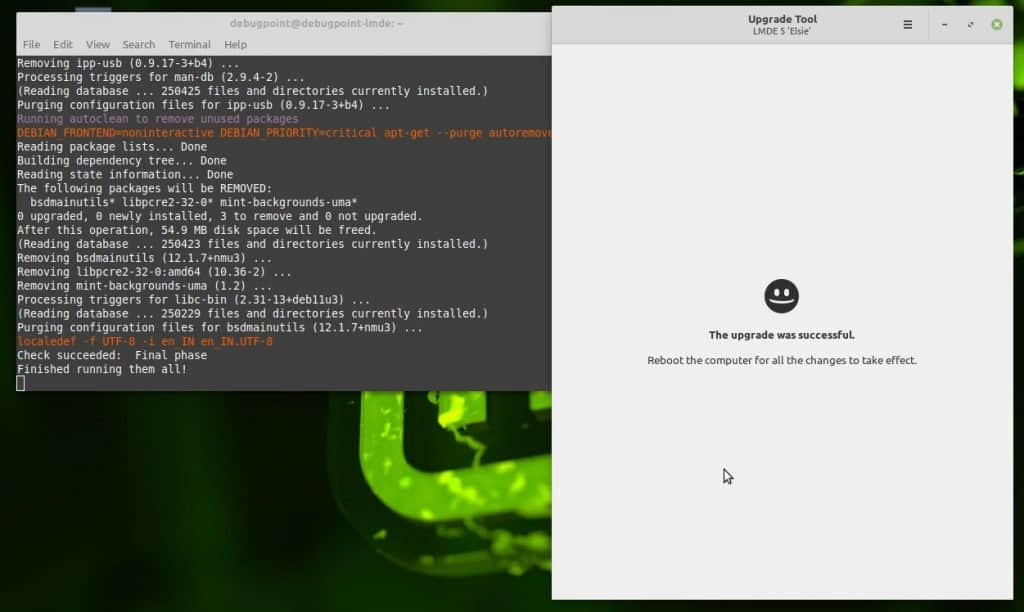 debugpoint@debugpoint-lmde: ~
File Edit View Search Terminal Help
Removing ipp-usb (0.9.17-3+b4) ...
Processing triggers for man-db (2.9.4-2) ...
(Reading database ... 250425 files and directories currently installed.)
Purging configuration files for ipp-usb (0.9.17-3+b4) ...
Running autoclean to remove unused packages
DEBIAN_FRONTEND=noninteractive DEBIAN_PRIORITY=critical apt-get --purge autoremove
Reading package lists... Done
Building dependency tree... Done
Reading state information... Done
The following packages will be REMOVED:
bsdmainutils* libpcre2-32-0* mint-backgrounds-uma*
0 upgraded, 0 newly installed, 3 to remove and 0 not upgraded.
After this operation, 54.9 MB disk space will be freed.
(Reading database ... 250423 files and directories currently installed.)
Removing bsdmainutils (12.1.7+nmu3) ...
Removing libpcre2-32-0:amd64 (10.36-2) ...
Removing mint-backgrounds-uma (1.2) ...
Processing triggers for libc-bin (2.31-13+deb11u3) ...
(Reading database ... 250229 files and directories currently installed.)
Purging configuration files for bsdmainutils (12.1.7+nmu3) ...
localedef -f UTF-8 -i en_IN en_IN.UTF-8
Check succeeded:  Final phase
Finished running them all!
Upgrade Tool
LMDE 5 'Elsie'
The upgrade was successful.
Reboot the computer for all the changes to take effect.